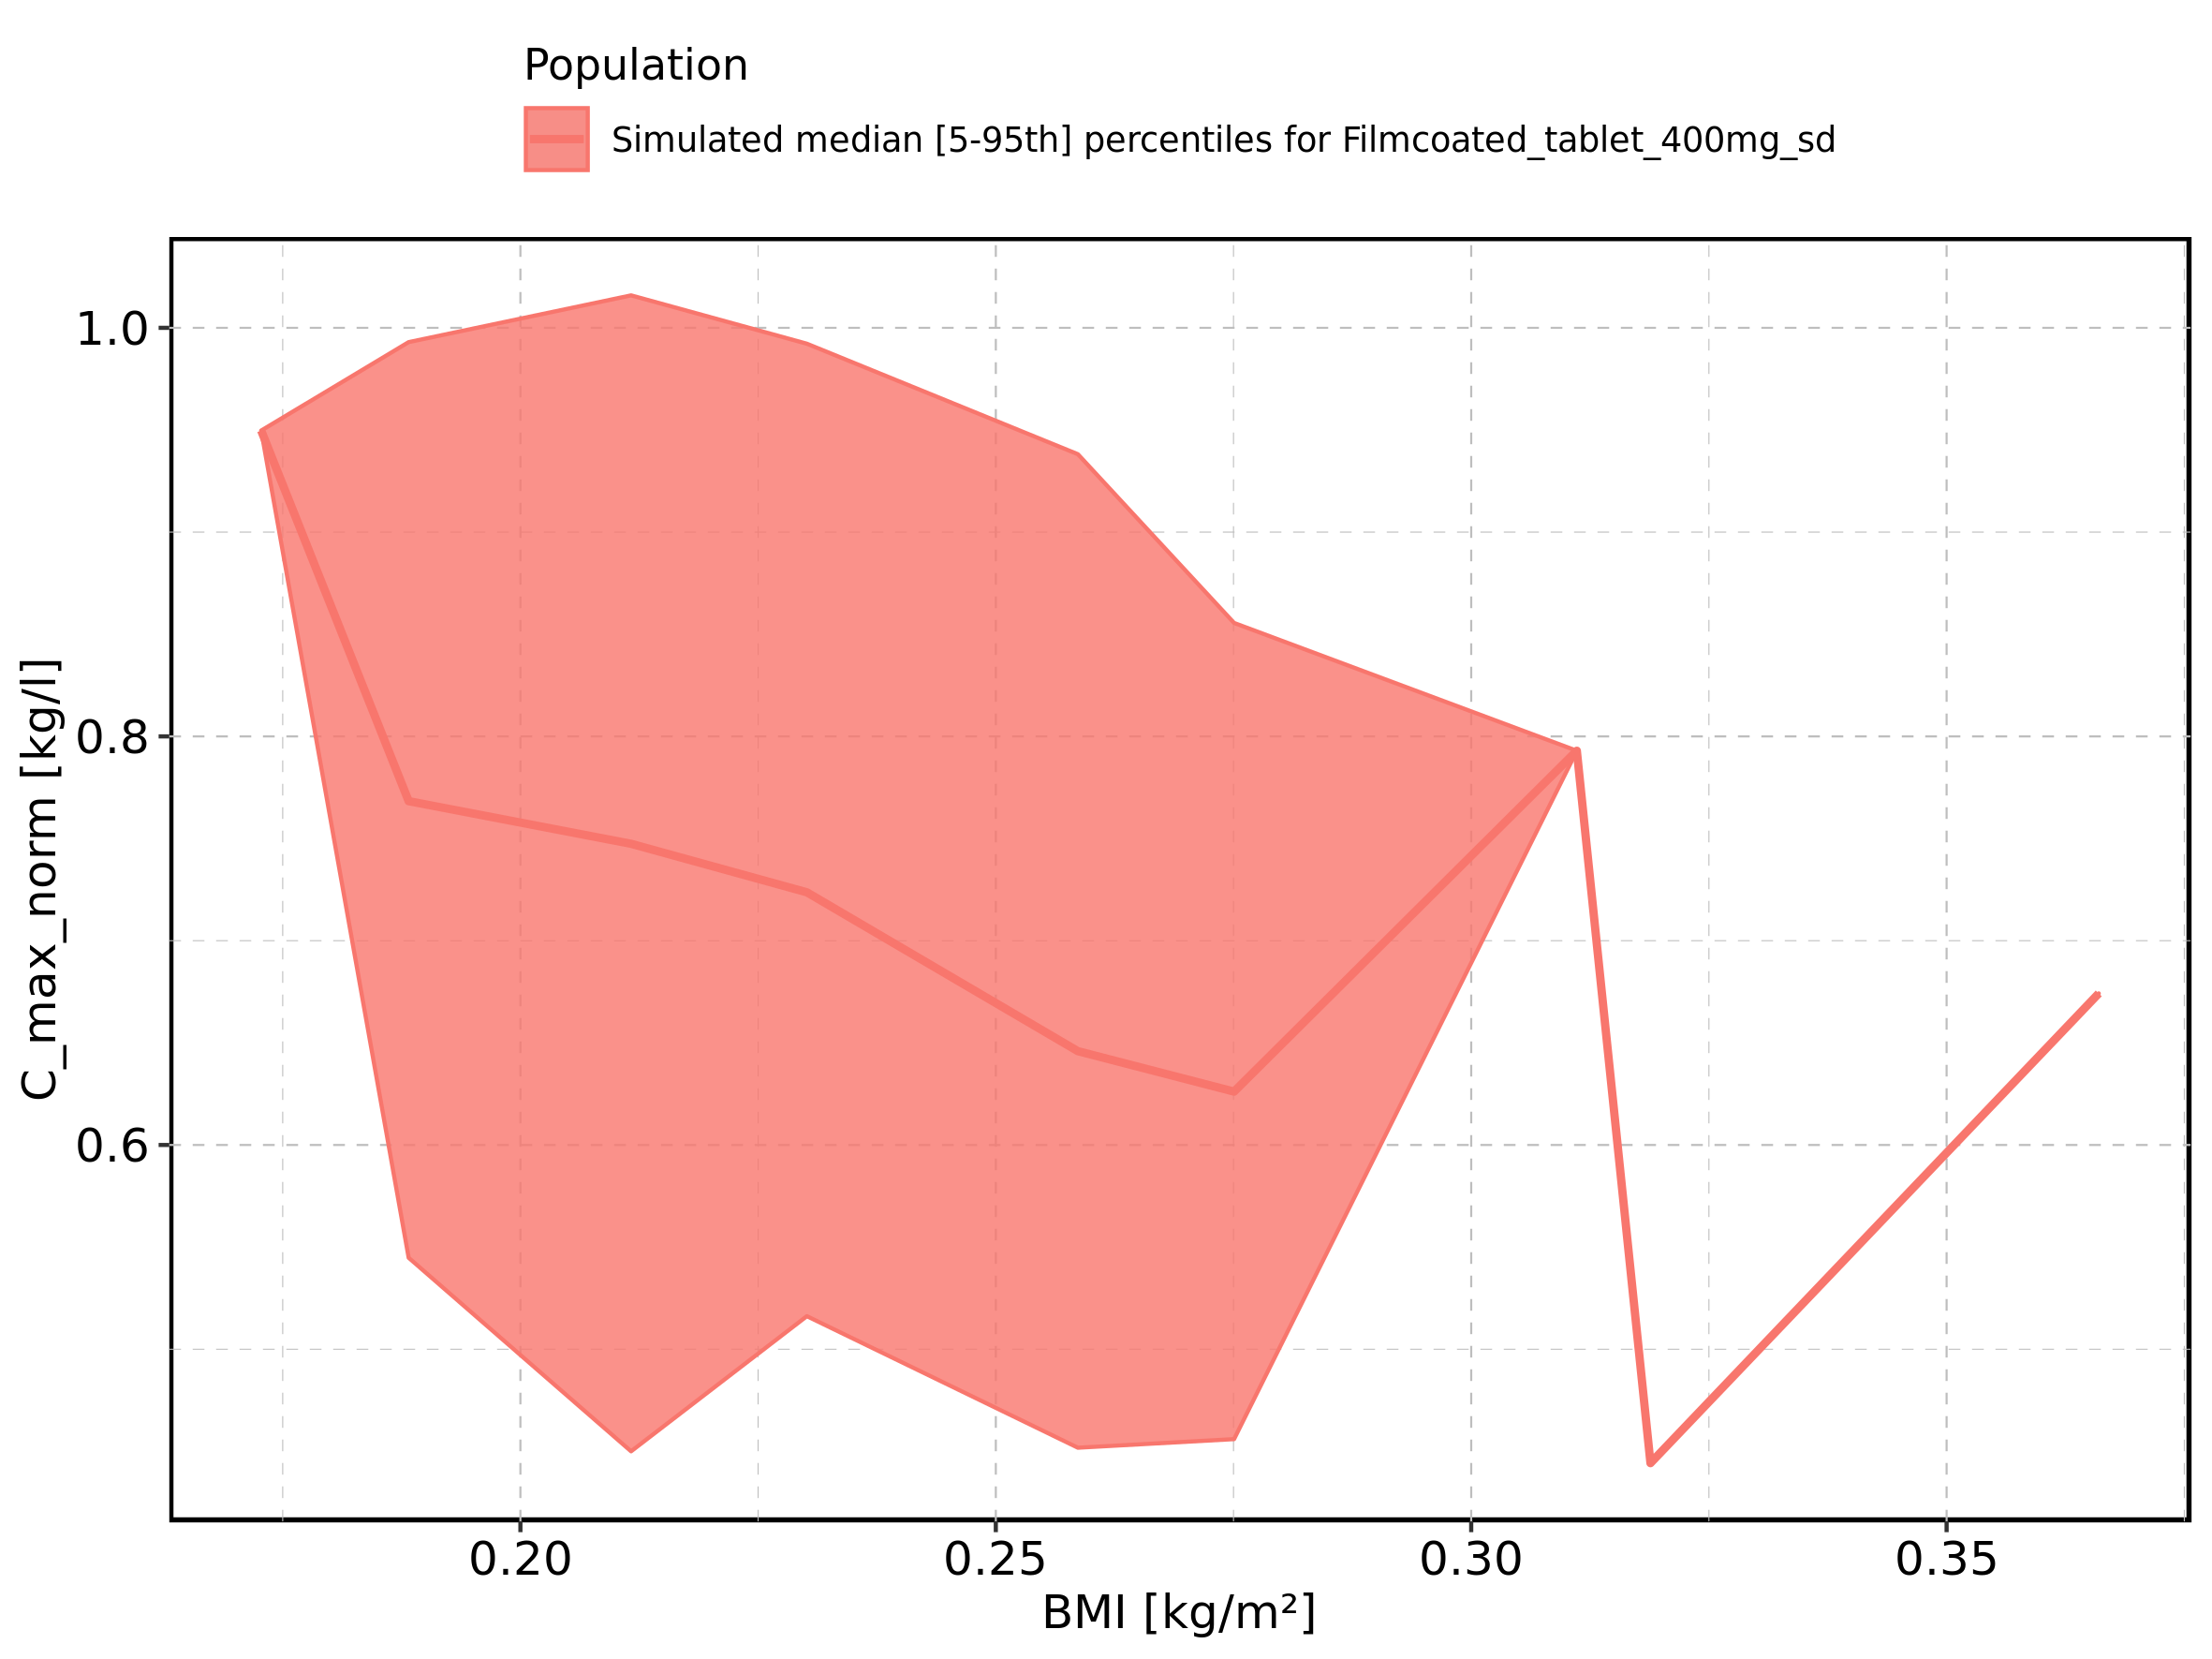 Population
Simulated median [5-95th] percentiles for Filmcoated_tablet_400mg_sd
C_max_norm [kg/l]
1.0
0.8
0.6
0.20
0.25
0.30
0.35
BMI [kg/m²]